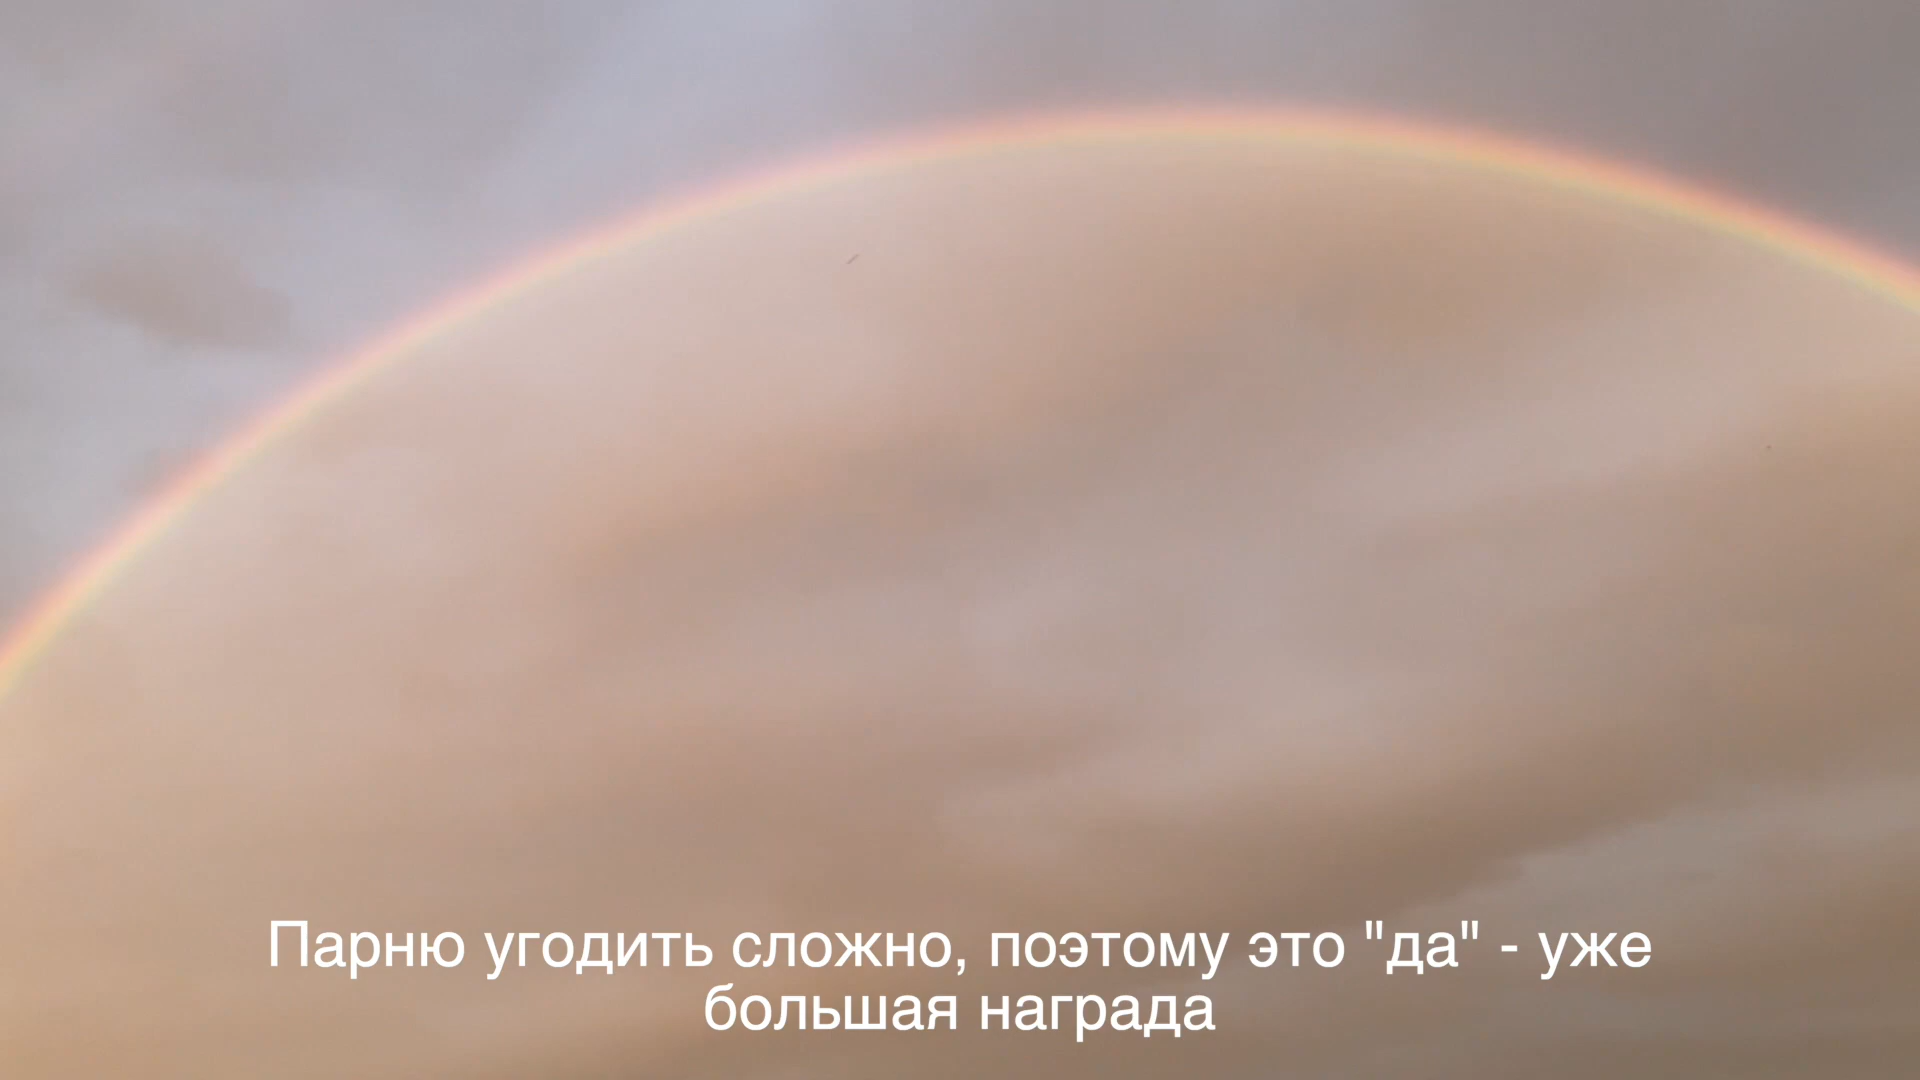 Парню угодить сложно, поэтому это "да" - уже
большая награда